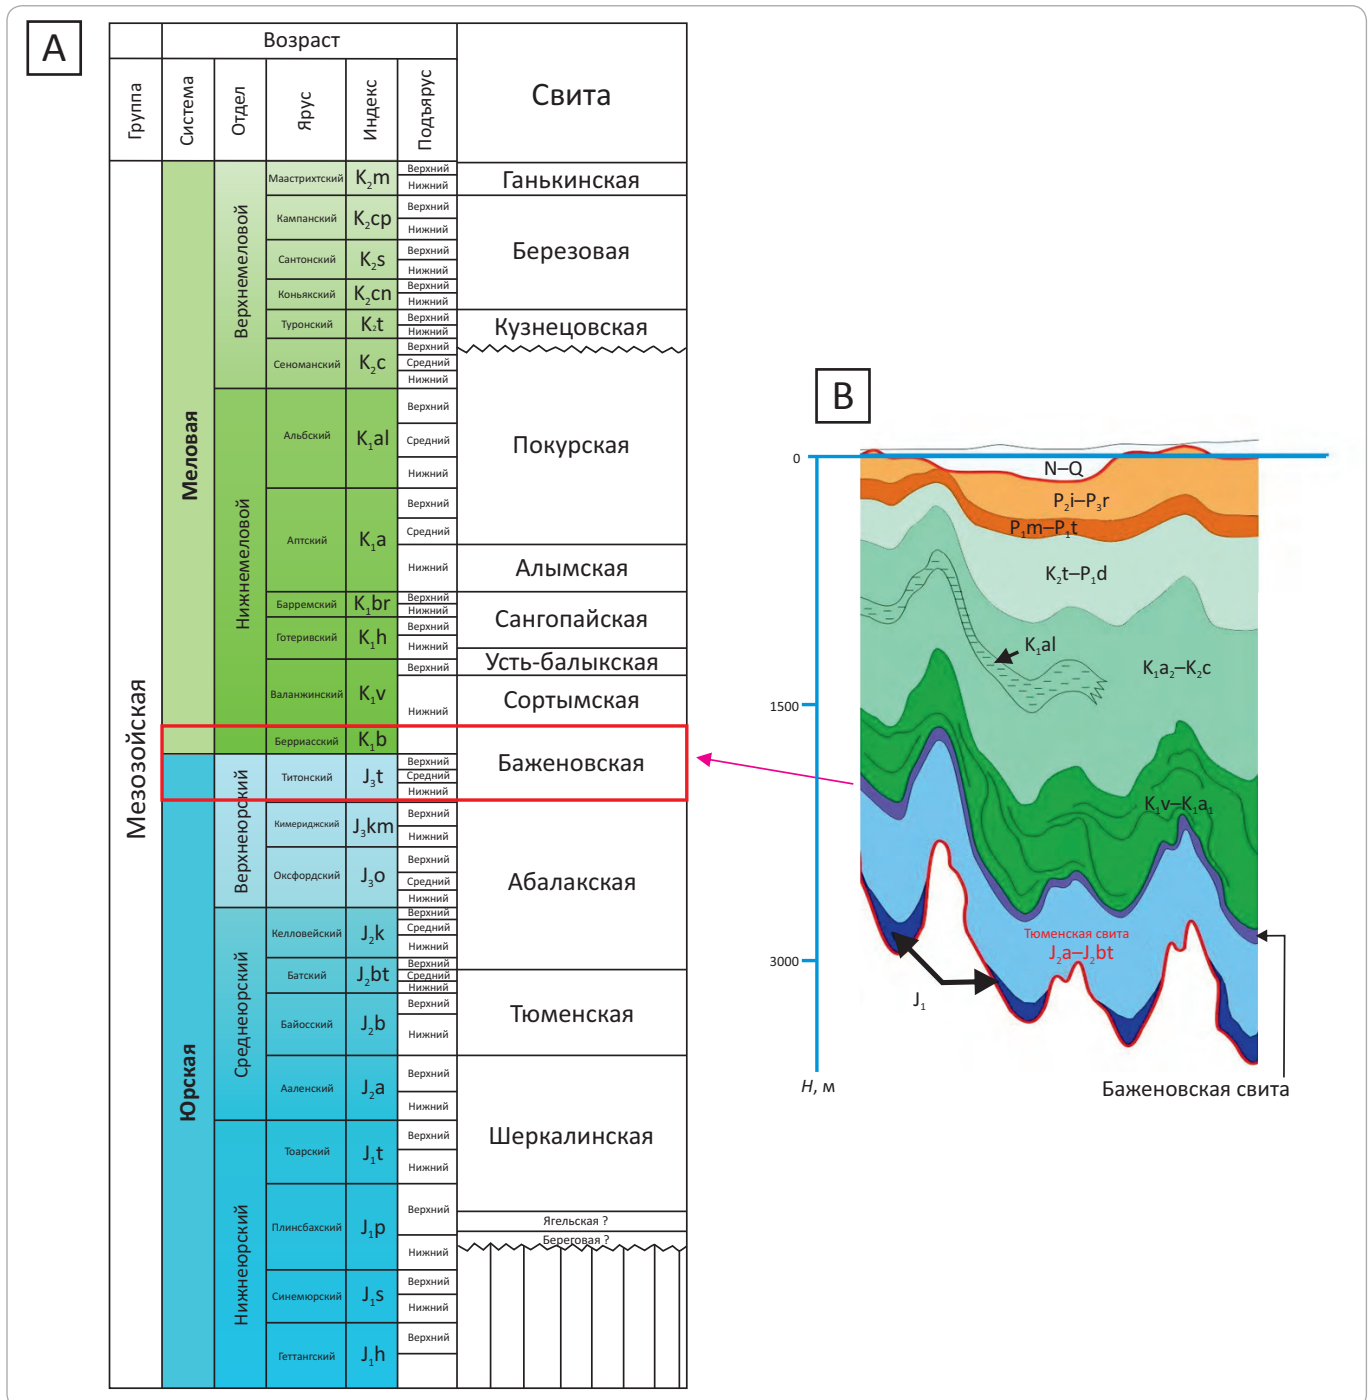 A
Возраст
Группа
Система
Отдел
Ярус
Индекс
Подъярус
Свита
Мезозойская
Меловая
Верхнемеловой
Маастрихтский
K₂m
Верхний
Нижний
Ганькинская
Кампанский
K₂cp
Верхний
Нижний
Березовая
Сантонский
K₂s
Верхний
Нижний
Коньякский
K₂cn
Верхний
Нижний
Туронский
K₂t
Верхний
Нижний
Кузнецовская
Сеноманский
K₂c
Верхний
Средний
Нижний
Нижнемеловой
Альбский
K₁al
Верхний
Средний
Нижний
Покурская
Аптский
K₁a
Верхний
Средний
Нижний
Алымская
Барремский
K₁br
Верхний
Нижний
Сангопайская
Готеривский
K₁h
Верхний
Нижний
Усть-балыкская
Валанжинский
K₁v
Верхний
Нижний
Сортымская
Берриасский
K₁b
Баженовская
Юрская
Верхнеюрский
Титонский
J₃t
Верхний
Средний
Нижний
Кимериджский
J₃km
Верхний
Нижний
Оксфордский
J₃o
Верхний
Средний
Нижний
Абалакская
Среднеюрский
Келловейский
J₂k
Верхний
Средний
Нижний
Батский
J₂bt
Верхний
Средний
Нижний
Байосский
J₂b
Верхний
Нижний
Тюменская
Ааленский
J₂a
Верхний
Нижний
Шеркалинская
Нижнеюрский
Тоарский
J₁t
Верхний
Нижний
Плинсбахский
J₁p
Верхний
Нижний
Ягельская ?
Береговая ?
Синемюрский
J₁s
Верхний
Нижний
Геттангский
J₁h
Верхний
B
0
N–Q
P₂i–P₃r
P₁m–P₁t
K₂t–P₁d
K₁al
K₁a₂–K₂c
1500
K₁v–K₁a₁
Тюменская свита
J₂a–J₂bt
3000
J₁
H, м
Баженовская свита